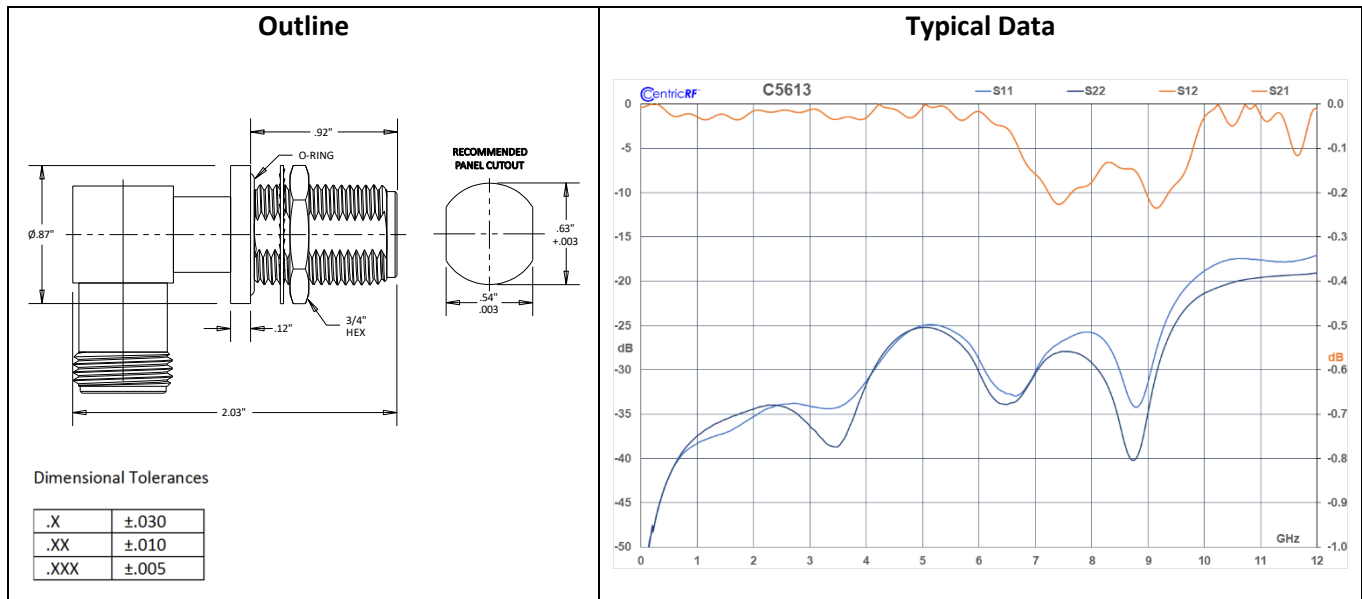 Outline
.92"
O-RING
RECOMMENDED
PANEL CUTOUT
Ø.87"
.63"
+.003
.54"
.003
.12"
3/4"
HEX
2.03"
Dimensional Tolerances
.X ±.030
.XX ±.010
.XXX ±.005
Typical Data
CentricRF™ C5613 S11 S22 S12 S21
0 0.0
-5 -0.1
-10 -0.2
-15 -0.3
-20 -0.4
-25 -0.5
dB dB
-30 -0.6
-35 -0.7
-40 -0.8
-45 -0.9
GHz
-50 -1.0
0 1 2 3 4 5 6 7 8 9 10 11 12